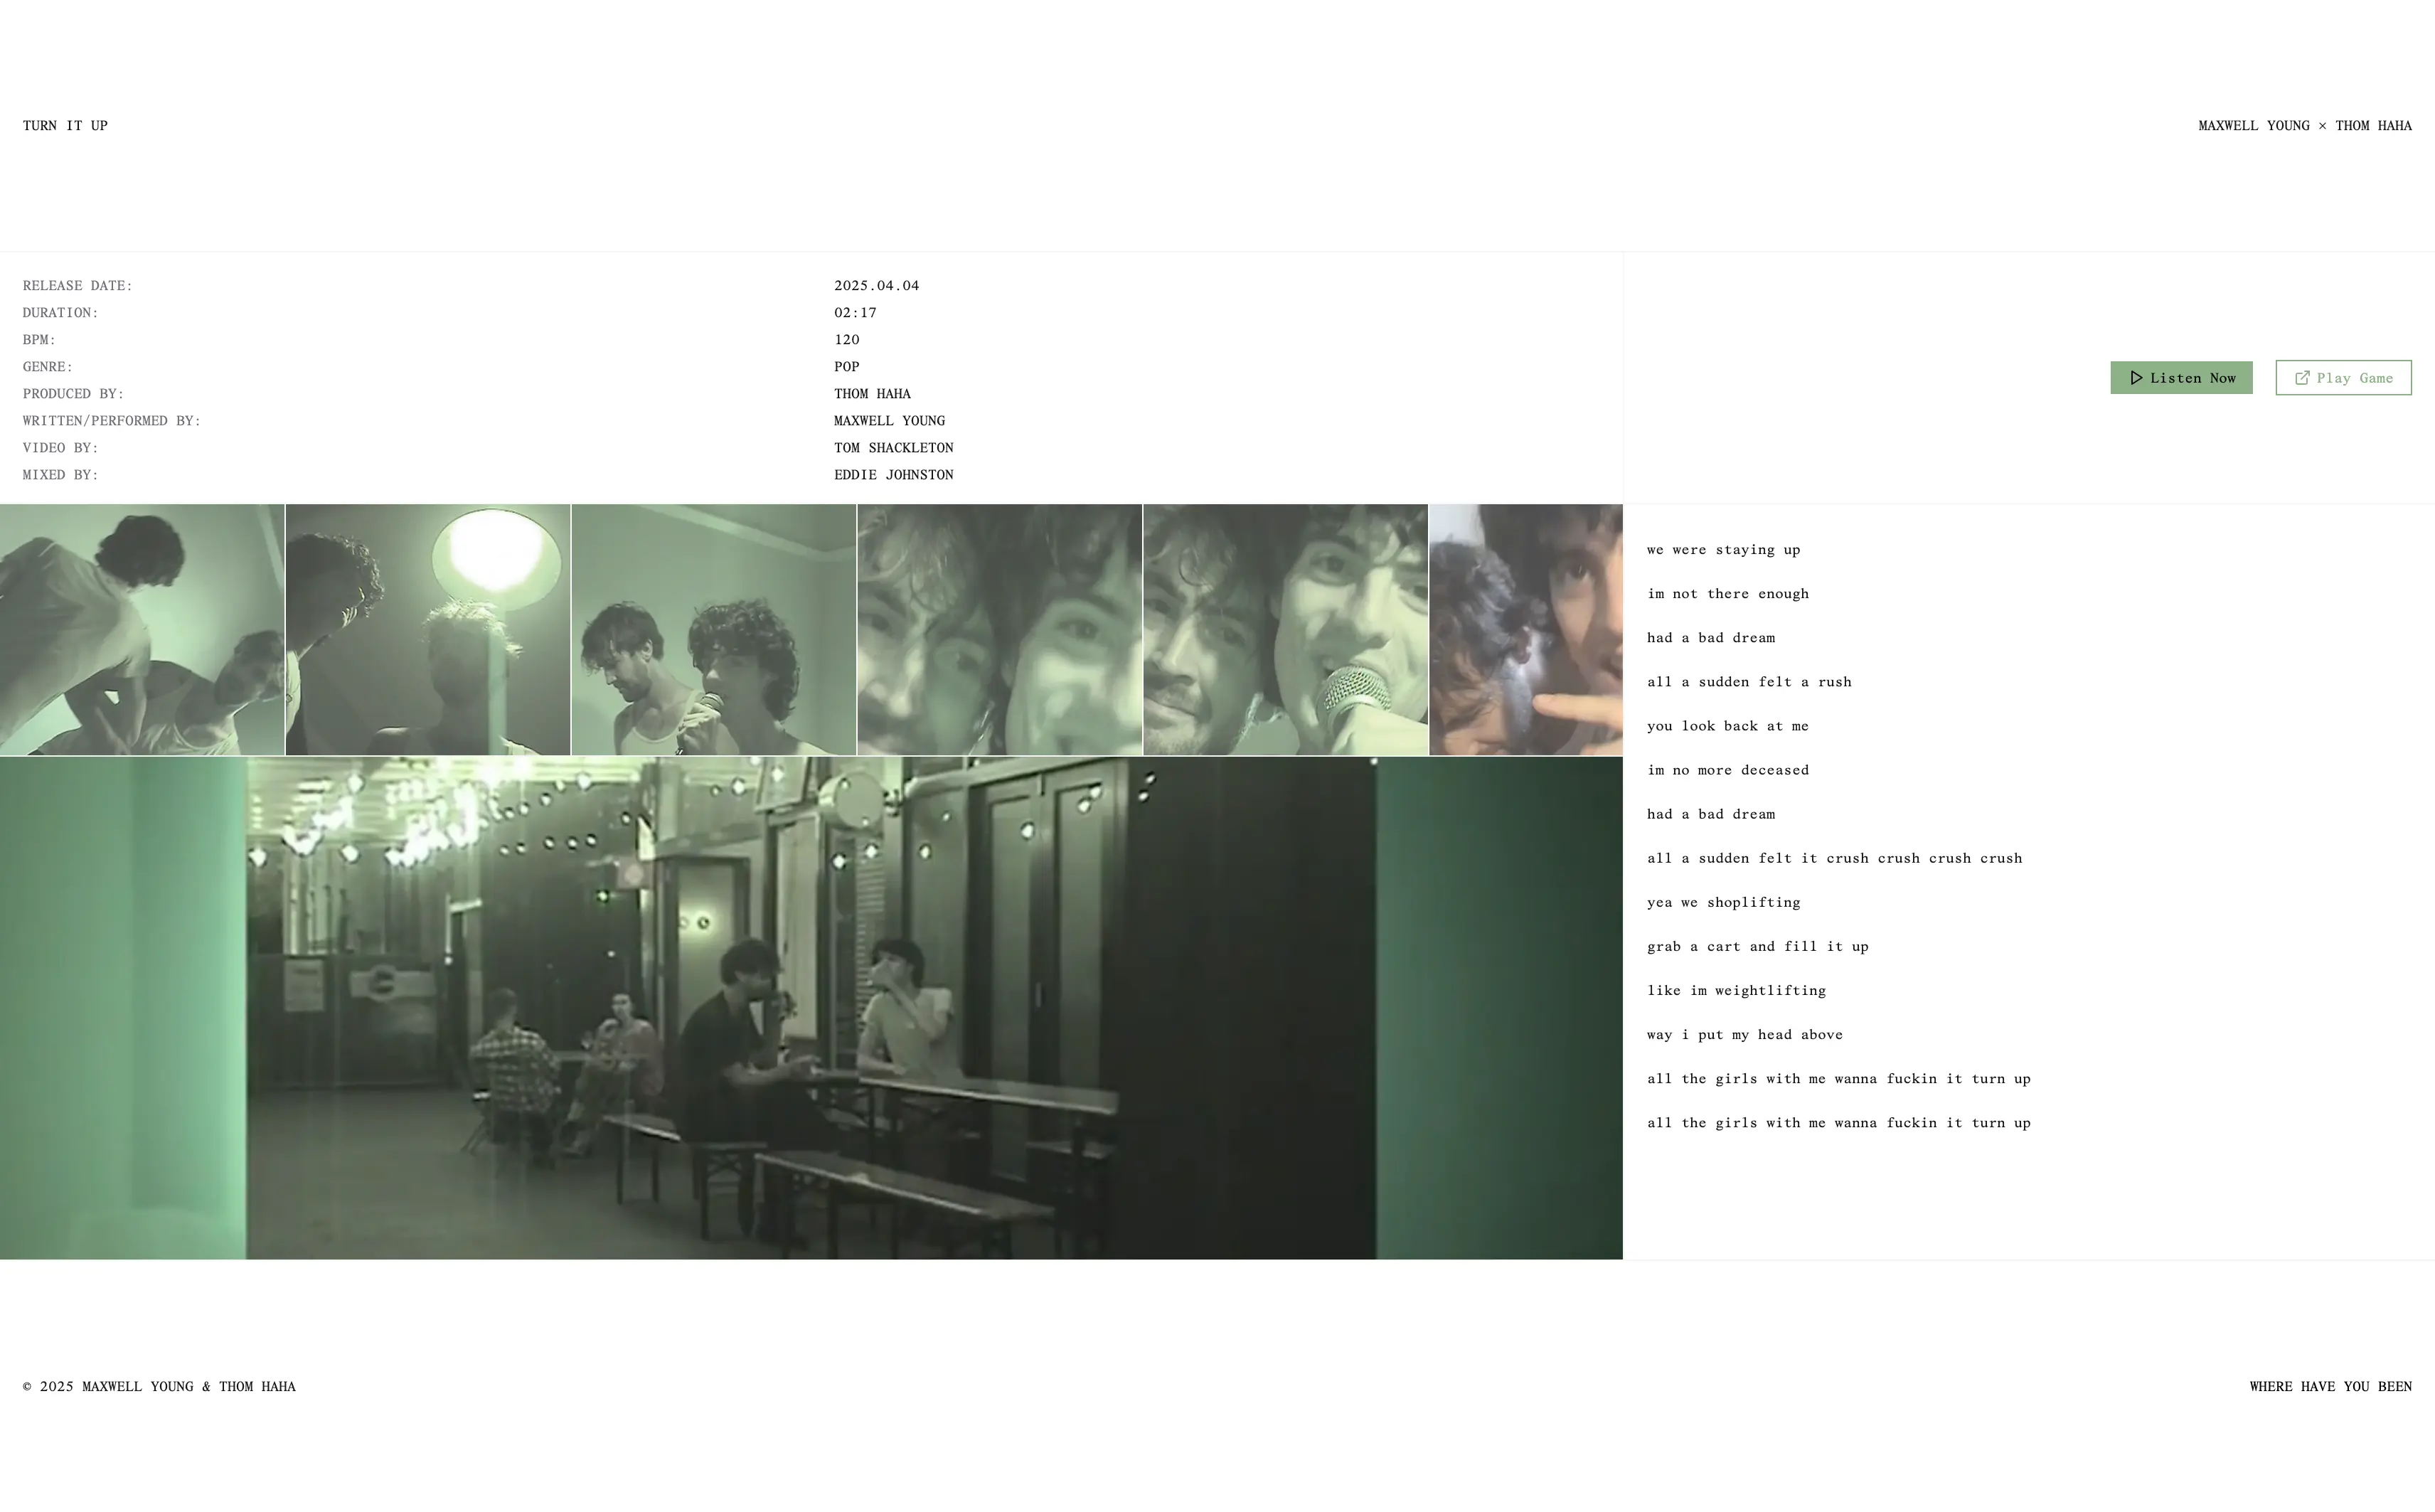 TURN IT UP
MAXWELL YOUNG × THOM HAHA
RELEASE DATE: 2025.04.04
DURATION: 02:17
BPM: 120
GENRE: POP
PRODUCED BY: THOM HAHA
WRITTEN/PERFORMED BY: MAXWELL YOUNG
VIDEO BY: TOM SHACKLETON
MIXED BY: EDDIE JOHNSTON
Listen Now
Play Game
we were staying up
im not there enough
had a bad dream
all a sudden felt a rush
you look back at me
im no more deceased
had a bad dream
all a sudden felt it crush crush crush crush
yea we shoplifting
grab a cart and fill it up
like im weightlifting
way i put my head above
all the girls with me wanna fuckin it turn up
all the girls with me wanna fuckin it turn up
© 2025 MAXWELL YOUNG & THOM HAHA
WHERE HAVE YOU BEEN